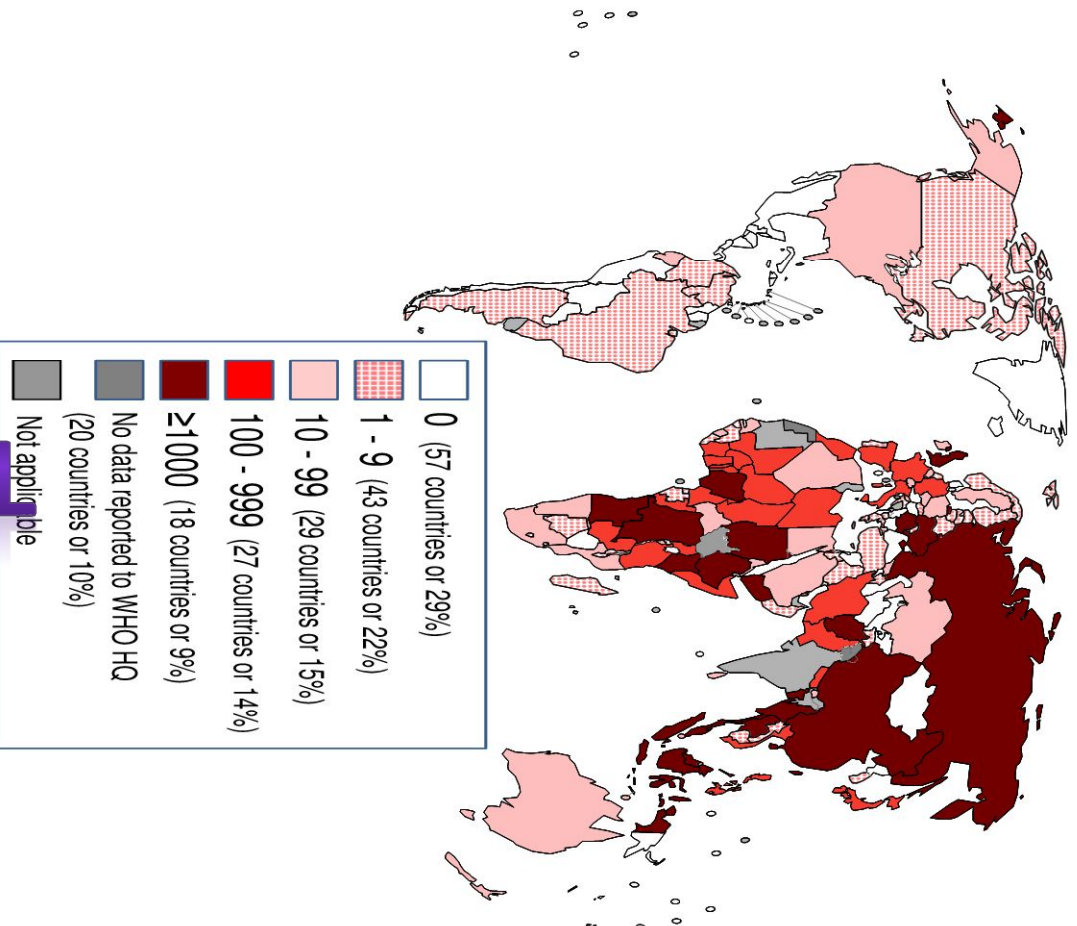 0 (57 countries or 29%)
1 - 9 (43 countries or 22%)
10 - 99 (29 countries or 15%)
100 - 999 (27 countries or 14%)
≥1000 (18 countries or 9%)
No data reported to WHO HQ
(20 countries or 10%)
Not applicable